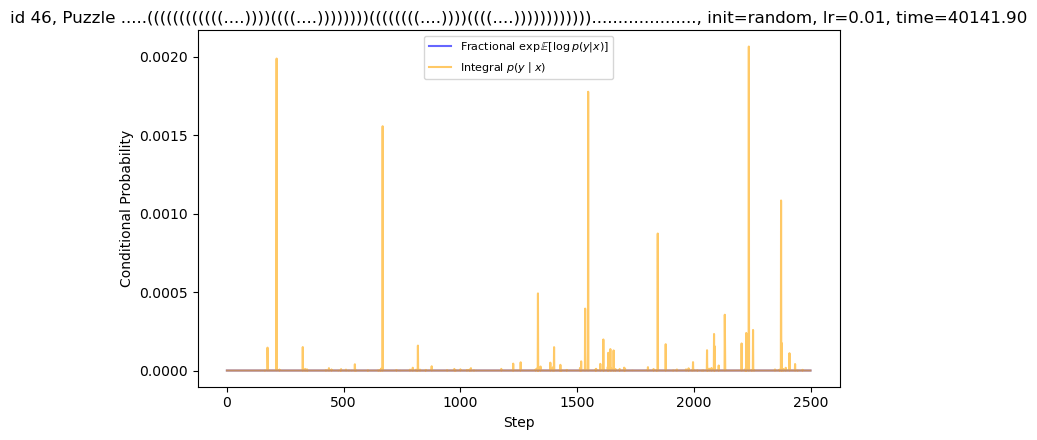 id 46, Puzzle .....((((((((((((....))))((((....))))))))((((((((....))))((((....))))))))))))...................., init=random, lr=0.01, time=40141.90
Fractional exp𝔼[log p(y|x)]
Integral p(y | x)
Conditional Probability
0.0020
0.0015
0.0010
0.0005
0.0000
0 500 1000 1500 2000 2500
Step